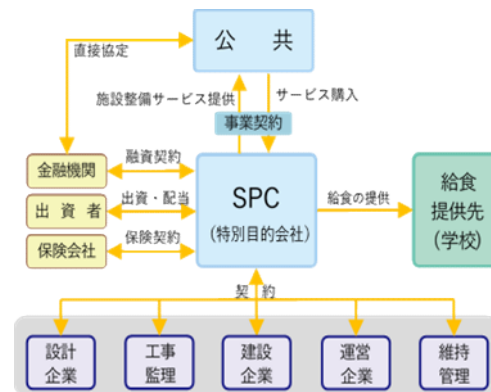 公 共
直接協定
施設整備サービス提供
サービス購入
事業契約
金融機関
融資契約
出資者
出資・配当
保険会社
保険契約
SPC
(特別目的会社)
給食の提供
給食
提供先
(学校)
契 約
設計
企業
工事
監理
建設
企業
運営
企業
維持
管理